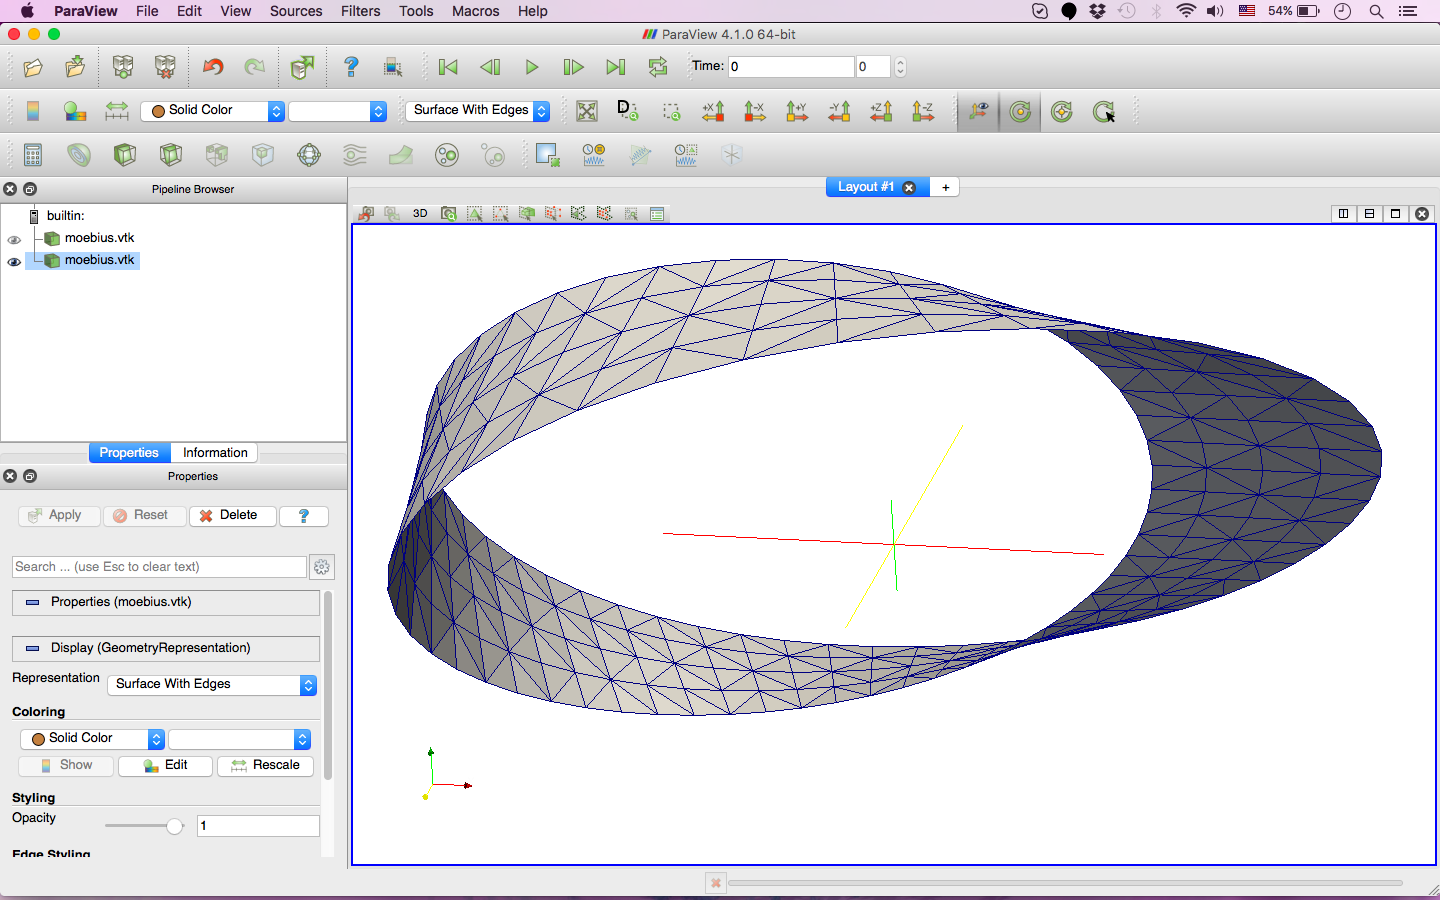 ParaView File Edit View Sources Filters Tools Macros Help 54%
ParaView 4.1.0 64-bit
? Time: 0 0
Solid Color Surface With Edges D +X -X +Y -Y +Z -Z
Pipeline Browser Layout #1 +
builtin: 3D
moebius.vtk
moebius.vtk
Properties Information
Properties
Apply Reset Delete ?
Search ... (use Esc to clear text)
Properties (moebius.vtk)
Display (GeometryRepresentation)
Representation Surface With Edges
Coloring
Solid Color
Show Edit Rescale
Styling
Opacity 1
Edge Styling